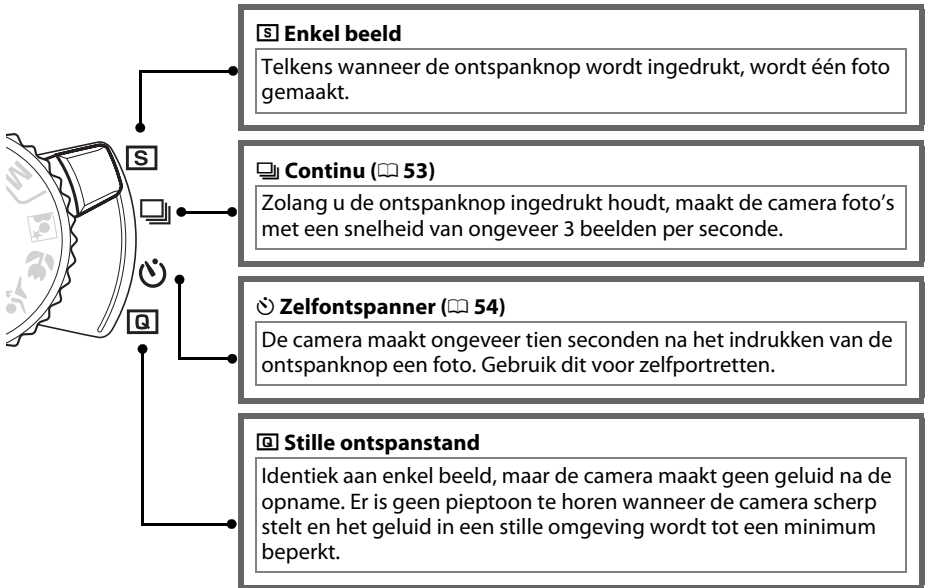 S Enkel beeld
Telkens wanneer de ontspanknop wordt ingedrukt, wordt één foto
gemaakt.
S
M
Continu (53)
Zolang u de ontspanknop ingedrukt houdt, maakt de camera foto's
met een snelheid van ongeveer 3 beelden per seconde.
Zelfontspanner (54)
De camera maakt ongeveer tien seconden na het indrukken van de
ontspanknop een foto. Gebruik dit voor zelfportretten.
Q
Q Stille ontspanstand
Identiek aan enkel beeld, maar de camera maakt geen geluid na de
opname. Er is geen pieptoon te horen wanneer de camera scherp
stelt en het geluid in een stille omgeving wordt tot een minimum
beperkt.